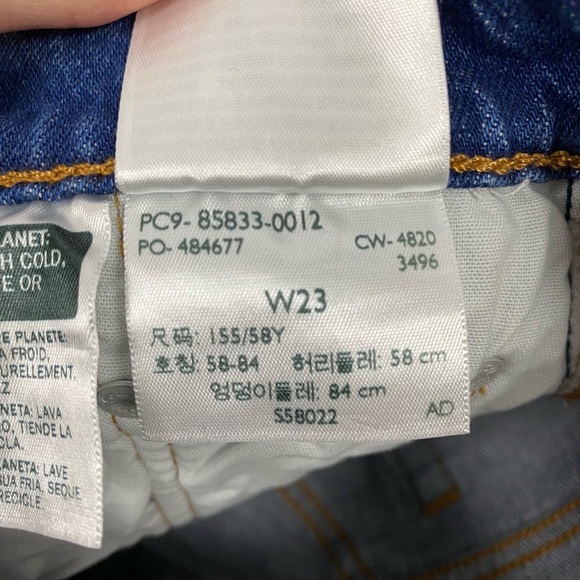 PC9- 85833-0012
PO- 484677
CW- 4820
3496
W23
尺码: 155/58Y
호칭: 58-84 허리둘레: 58 cm
엉덩이둘레: 84 cm
S58022
AD
LANET:
H COLD,
E OR
E PLANETE:
A FROID,
URELLEMENT.
Z
NETA: LAVA
O, TIENDE LA
OLA.
ANETA: LAVE
UA FRIA, SEQUE
RECICLE.